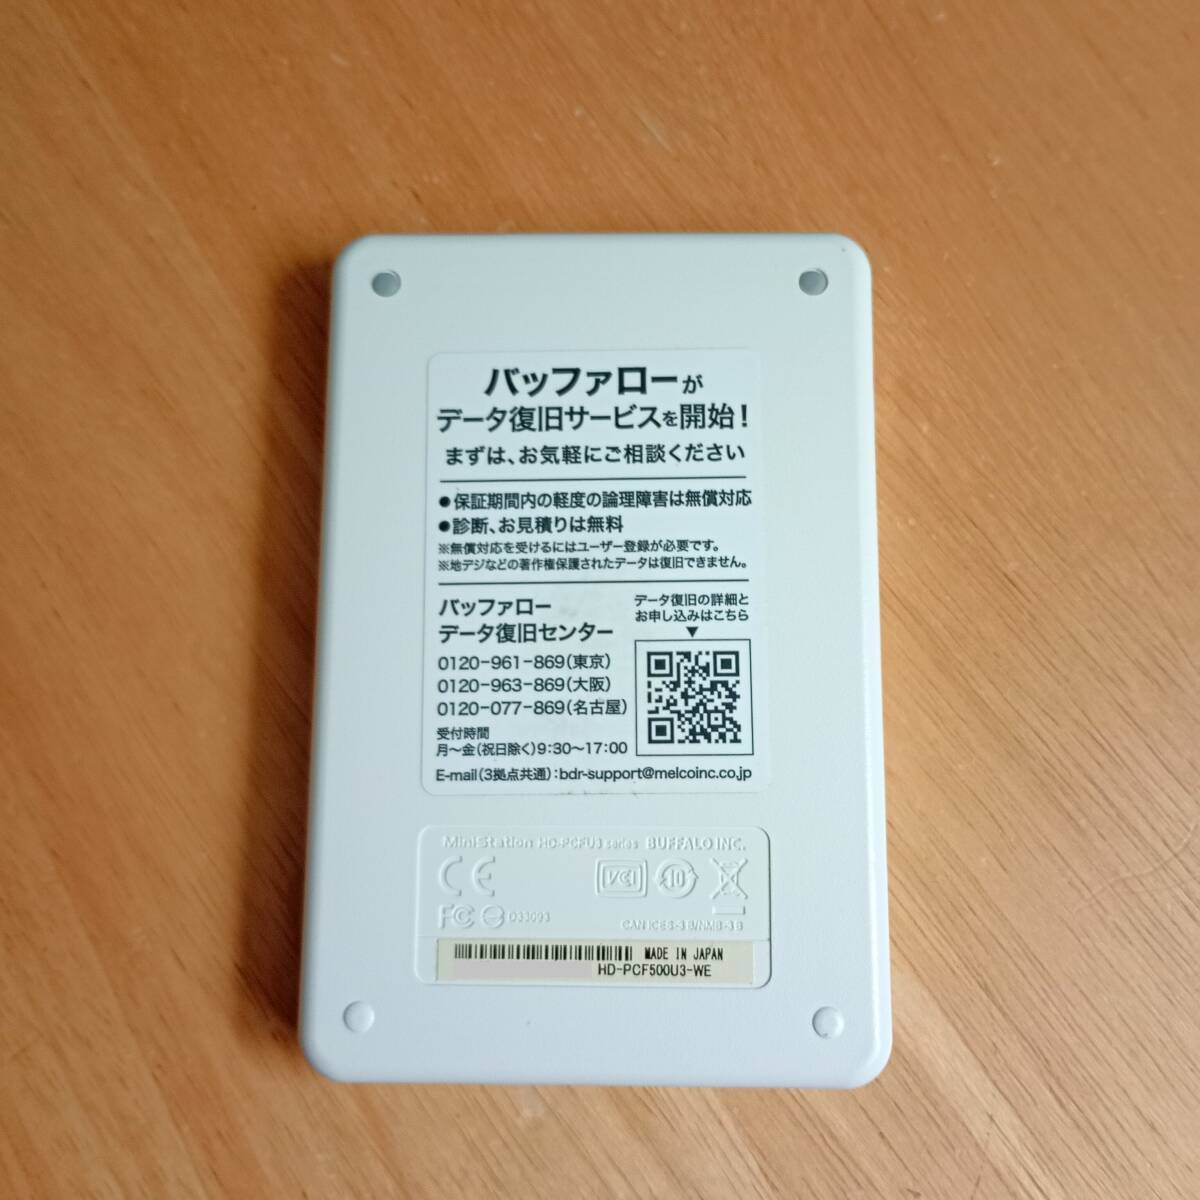 バッファローが
データ復旧サービスを開始!
まずは、お気軽にご相談ください
●保証期間内の軽度の論理障害は無償対応
●診断、お見積りは無料
※無償対応を受けるにはユーザー登録が必要です。
※地デジなどの著作権保護されたデータは復旧できません。
バッファロー
データ復旧センター
0120-961-869(東京)
0120-963-869(大阪)
0120-077-869(名古屋)
受付時間
月〜金(祝日除く)9:30〜17:00
データ復旧の詳細と
お申し込みはこちら
▼
E-mail(3拠点共通):bdr-support@melcoinc.co.jp
MiniStation HD-PCFU3 series BUFFALO INC.
CE
VCI 10
FC D33093
CAN ICES-3 B/NMB-3 B
MADE IN JAPAN
HD-PCF500U3-WE